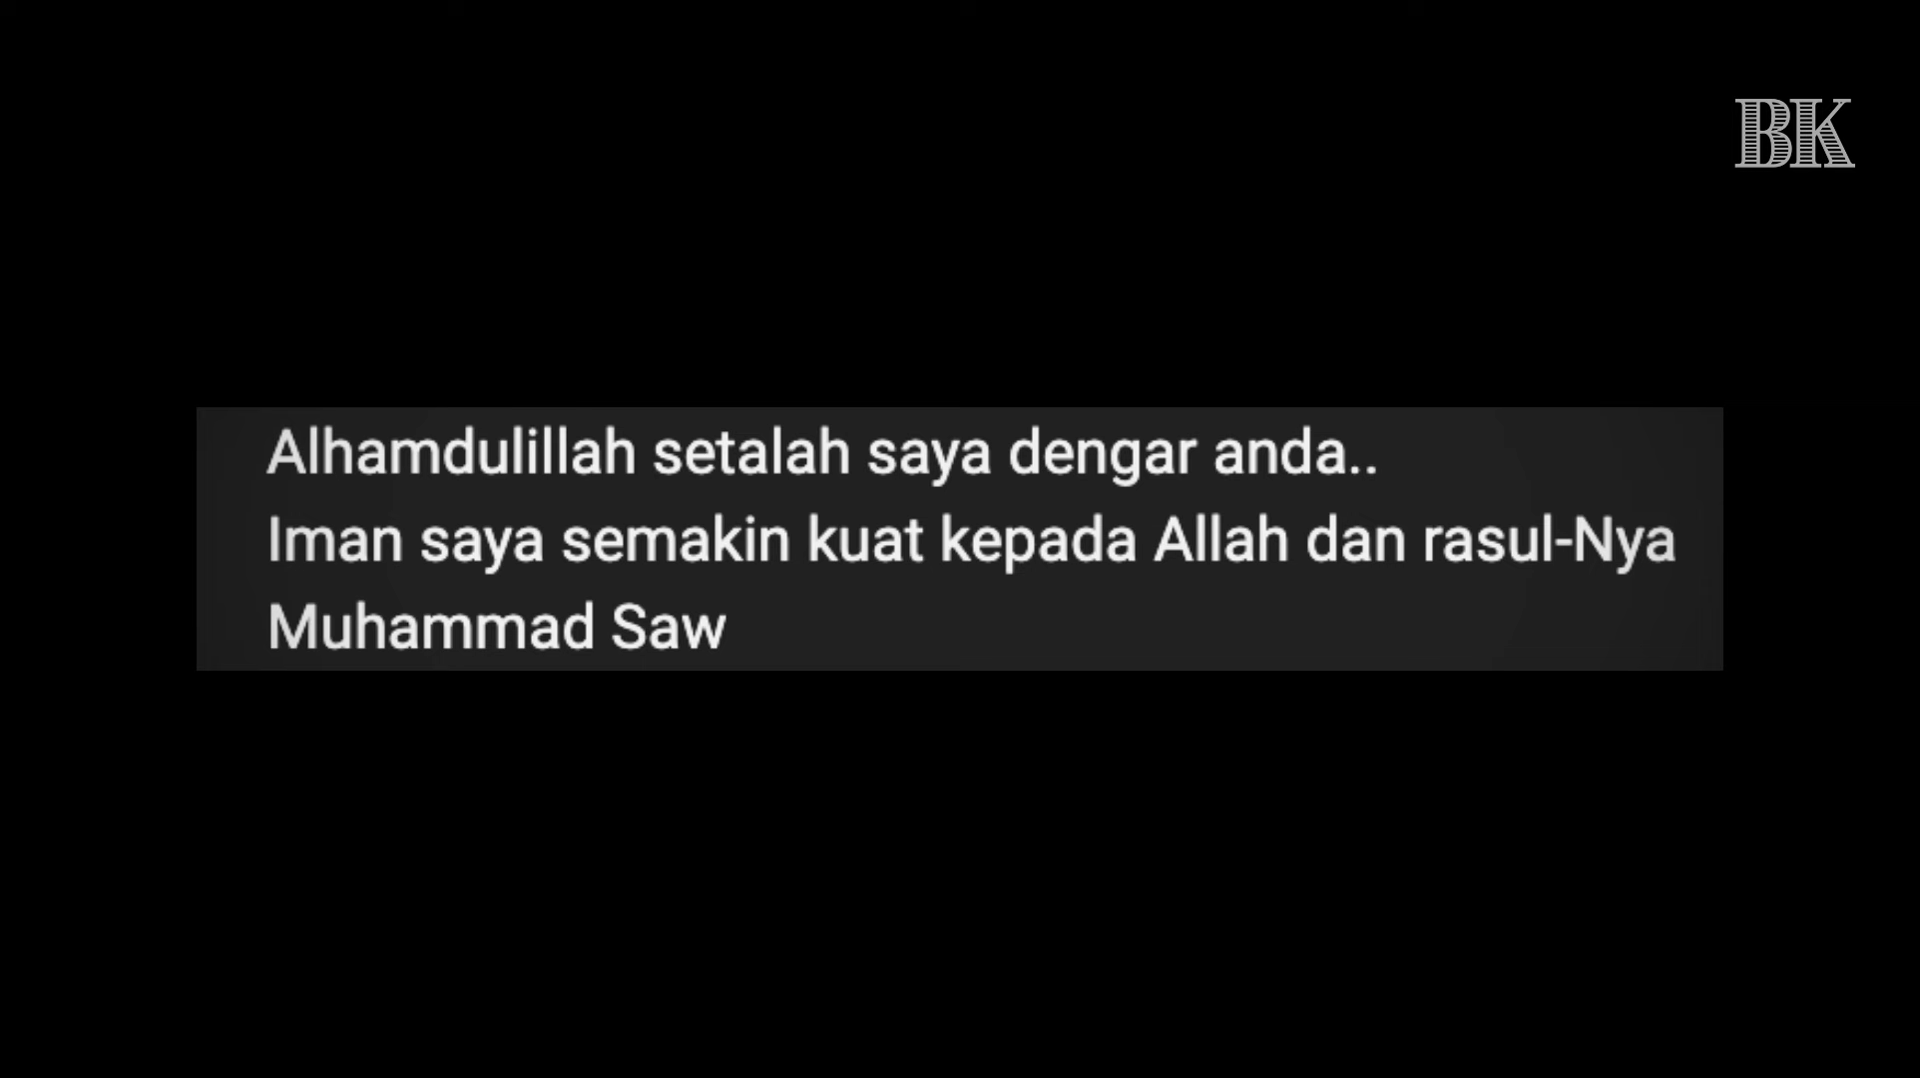 BK
Alhamdulillah setalah saya dengar anda..
Iman saya semakin kuat kepada Allah dan rasul-Nya
Muhammad Saw